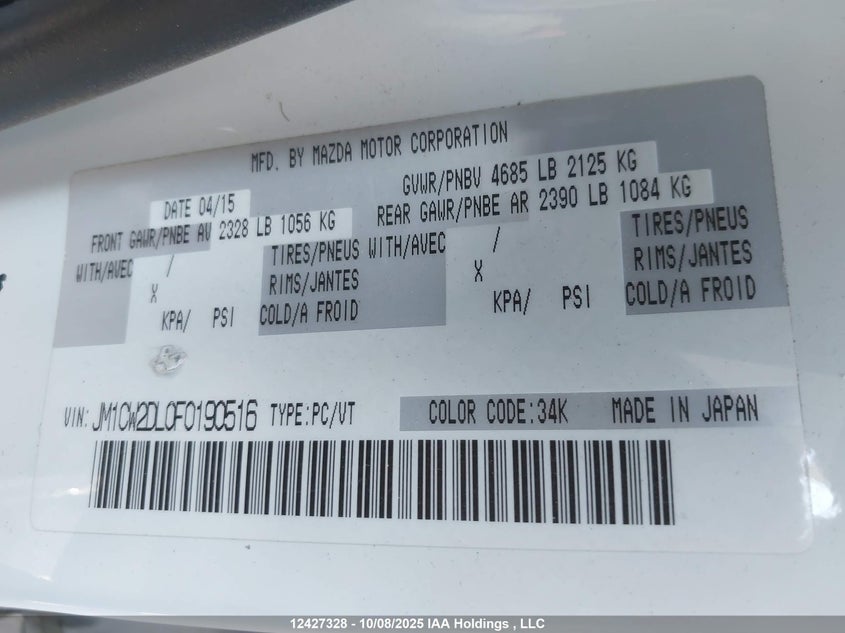 MFD. BY MAZDA MOTOR CORPORATION
DATE 04/15 GVWR/PNBV 4685 LB 2125 KG
FRONT GAWR/PNBE AV 2328 LB 1056 KG REAR GAWR/PNBE AR 2390 LB 1084 KG
WITH/AVEC / TIRES/PNEUS WITH/AVEC / TIRES/PNEUS
X RIMS/JANTES X RIMS/JANTES
KPA/ PSI COLD/A FROID KPA/ PSI COLD/A FROID
VIN: JM1CW2DL0F0190516 TYPE:PC/VT COLOR CODE:34K MADE IN JAPAN
12427328 - 10/08/2025 IAA Holdings , LLC